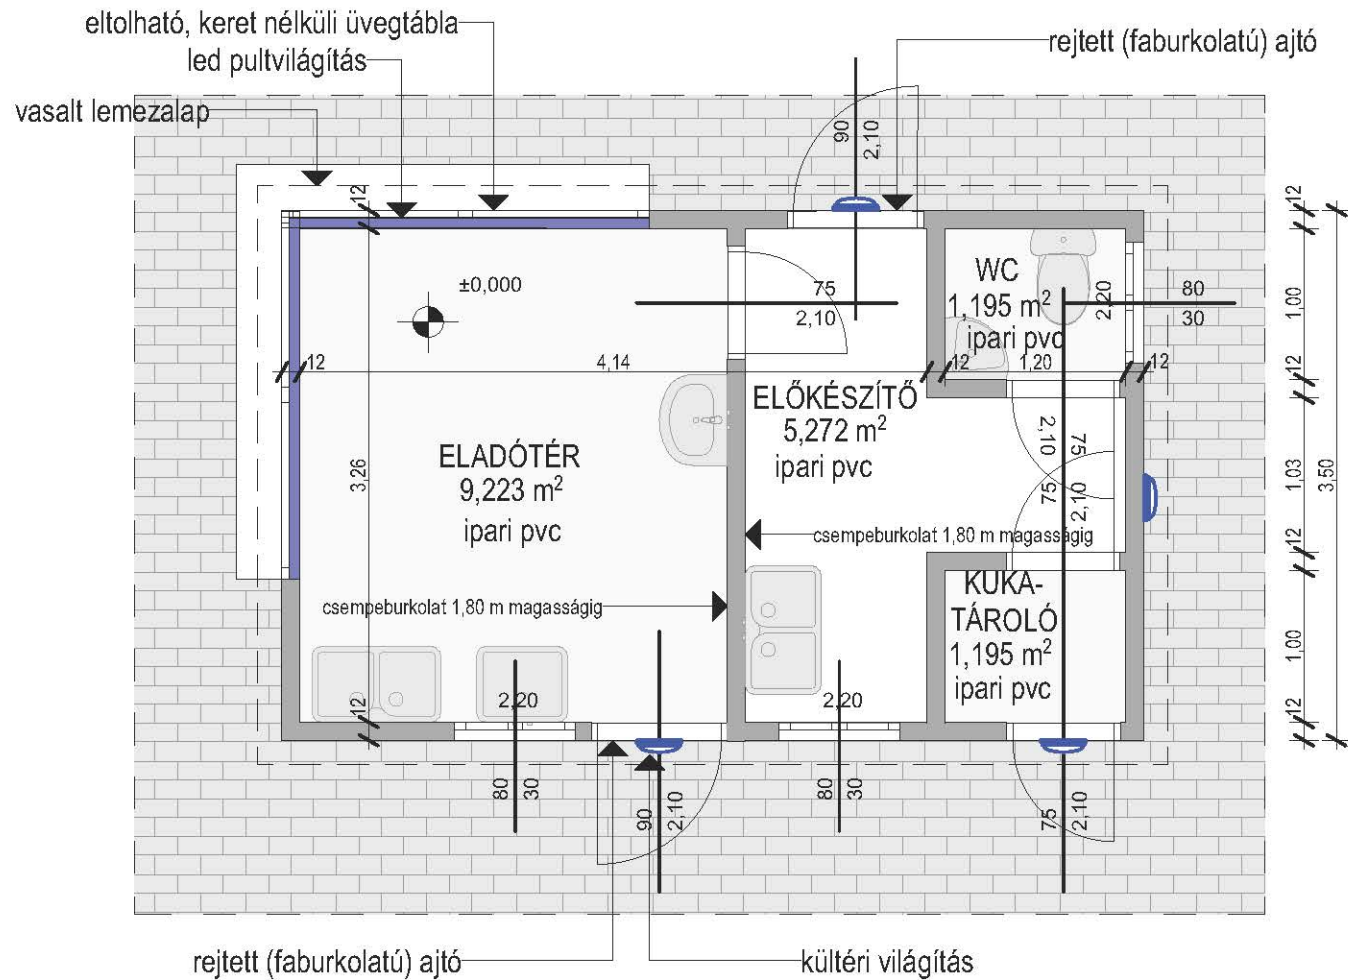 eltolható, keret nélküli üvegtábla
led pultvilágítás
vasalt lemezalap
rejtett (faburkolatú) ajtó
90
2,10
12
12
±0,000
75
2,10
WC
1,195 m²
ipari pvc
2,20
80
30
1,00
12
4,14
12
1,20
12
12
ELŐKÉSZÍTŐ
5,272 m²
ipari pvc
2,10
75
ELADÓTÉR
9,223 m²
ipari pvc
3,26
75
2,10
1,03
3,50
csempeburkolat 1,80 m magasságig
12
KUKA-
TÁROLÓ
1,195 m²
ipari pvc
csempeburkolat 1,80 m magasságig
1,00
2,20
2,20
12
12
80
30
90
2,10
80
30
75
2,10
rejtett (faburkolatú) ajtó
kültéri világítás